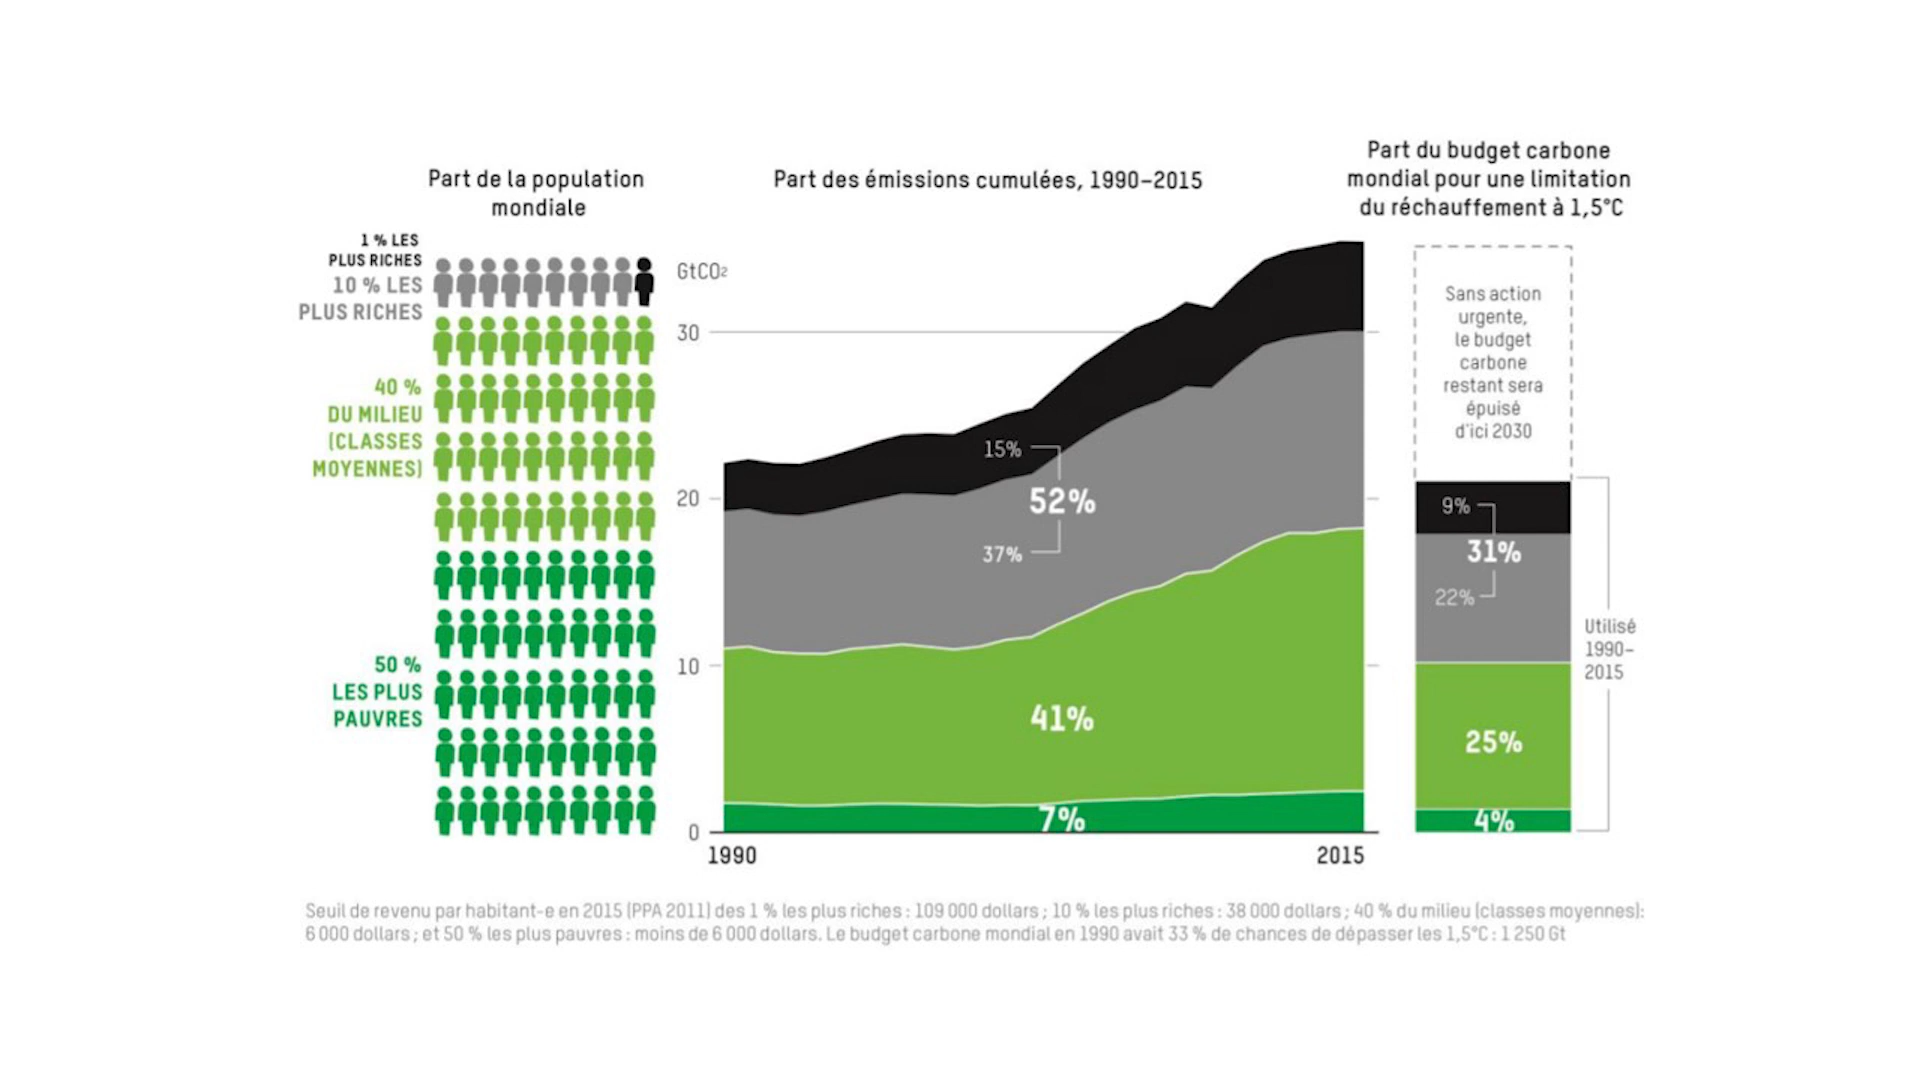 Part de la population
mondiale
1 % LES
PLUS RICHES
10 % LES
PLUS RICHES
40 %
DU MILIEU
(CLASSES
MOYENNES)
50 %
LES PLUS
PAUVRES
Part des émissions cumulées, 1990–2015
GtCO2
30
20
10
0
15%
52%
37%
41%
7%
1990
2015
Part du budget carbone
mondial pour une limitation
du réchauffement à 1,5°C
Sans action
urgente,
le budget
carbone
restant sera
épuisé
d'ici 2030
9%
31%
22%
25%
4%
Utilisé
1990–
2015
Seuil de revenu par habitant-e en 2015 (PPA 2011) des 1 % les plus riches : 109 000 dollars ; 10 % les plus riches : 38 000 dollars ; 40 % du milieu (classes moyennes):
6 000 dollars ; et 50 % les plus pauvres : moins de 6 000 dollars. Le budget carbone mondial en 1990 avait 33 % de chances de dépasser les 1,5°C : 1 250 Gt